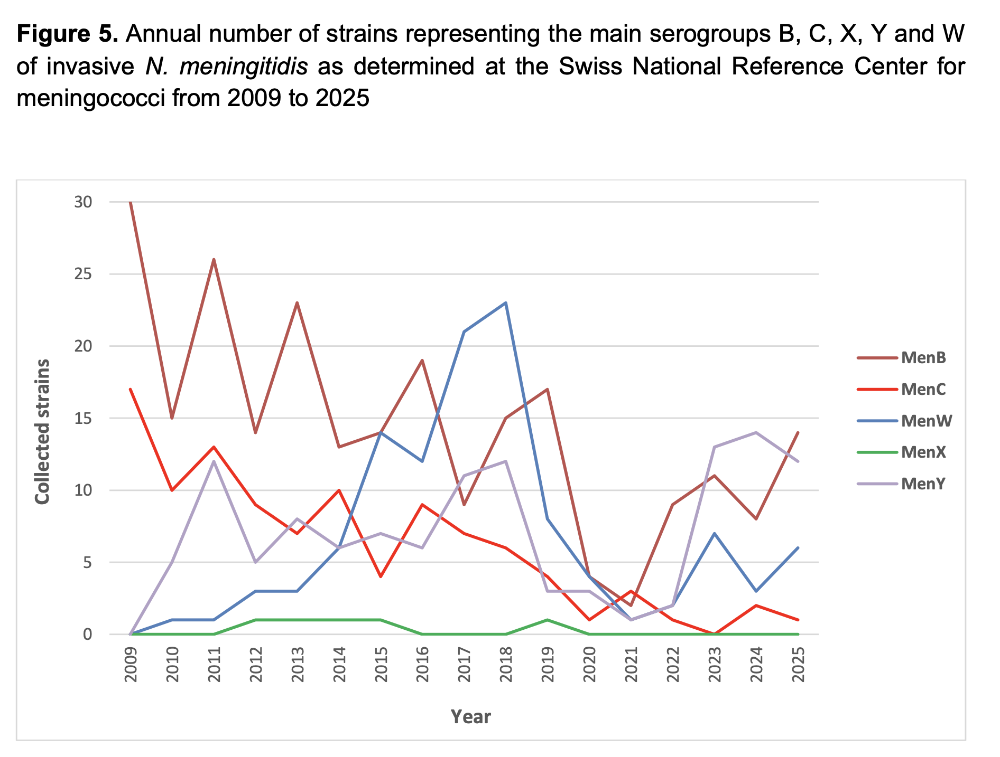 Figure 5. Annual number of strains representing the main serogroups B, C, X, Y and W
of invasive N. meningitidis as determined at the Swiss National Reference Center for
meningococci from 2009 to 2025
30
25
20
15
10
5
0
Collected strains
2009
2010
2011
2012
2013
2014
2015
2016
2017
2018
2019
2020
2021
2022
2023
2024
2025
Year
MenB
MenC
MenW
MenX
MenY